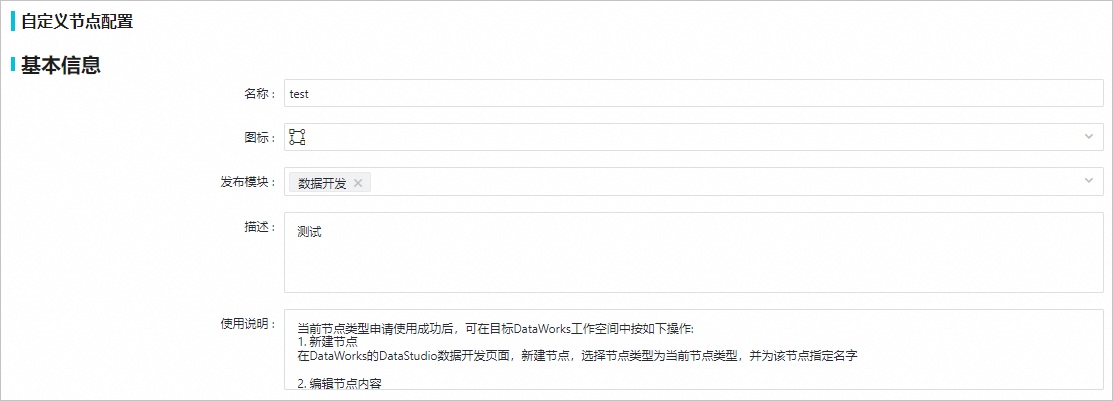 自定义节点配置
基本信息
名称 : test
图标 :
发布模块 : 数据开发
描述 : 测试
使用说明 : 当前节点类型申请使用成功后，可在目标DataWorks工作空间中按如下操作:
1. 新建节点
在DataWorks的DataStudio数据开发页面，新建节点，选择节点类型为当前节点类型，并为该节点指定名字
2. 编辑节点内容